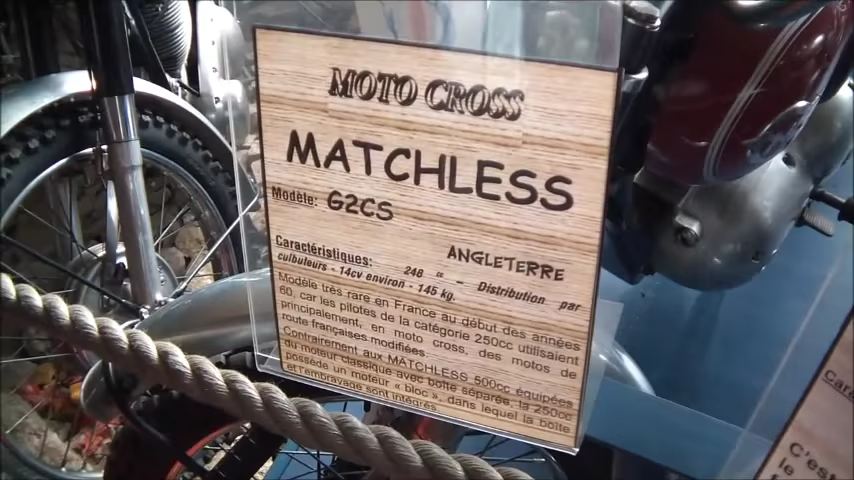 MOTO CROSS
MATCHLESS
Modèle: G2CS
ANGLETERRE
Caractéristiques: 248 cc Distribution par
culbuteurs - 14cv environ - 145 kg.
Modèle très rare en France au début des années
60, car les pilotes de la catégorie 250cc utilisaient
principalement, en moto cross, des motos de
route françaises modifiées.
Contrairement aux MATCHLESS 500cc équipées
du moteur classique avec boîte séparée, la 250cc
possède un moteur « bloc », dans lequel la boîte
et l'embrayage sont intégrés.
C'est
le